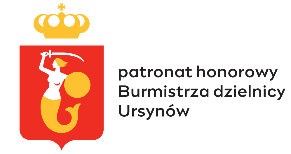 patronat honorowy
Burmistrza dzielnicy
Ursynów